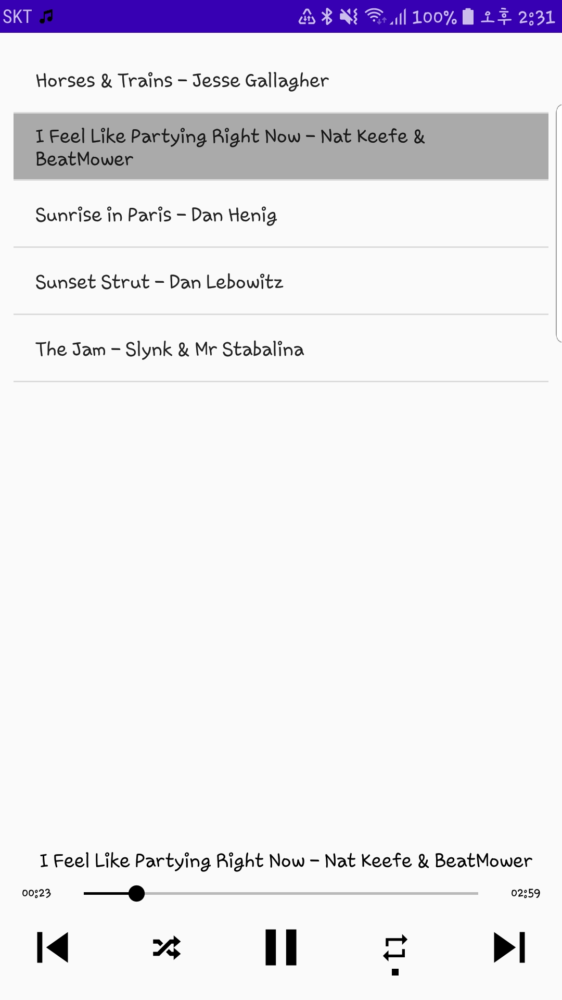 SKT 100% 오후 2:31
Horses & Trains - Jesse Gallagher
I Feel Like Partying Right Now - Nat Keefe &
BeatMower
Sunrise in Paris - Dan Henig
Sunset Strut - Dan Lebowitz
The Jam - Slynk & Mr Stabalina
I Feel Like Partying Right Now - Nat Keefe & BeatMower
00:23 02:59